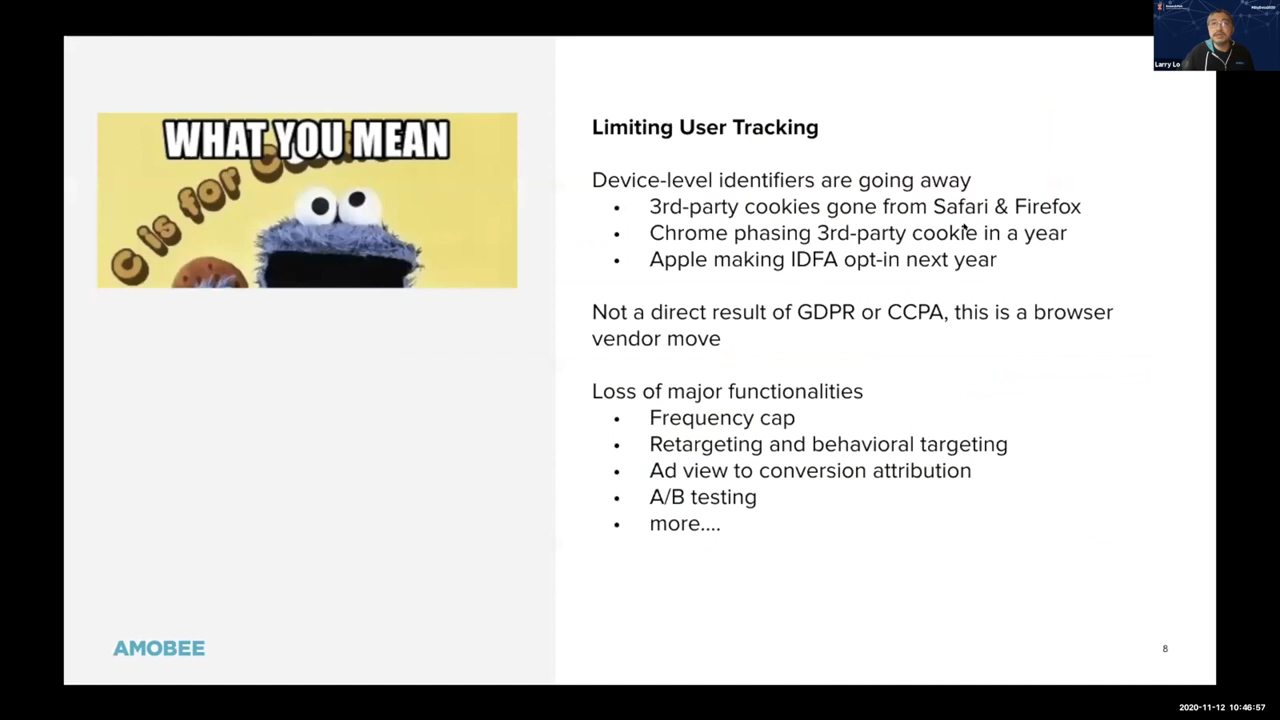 Larry Lo
WHAT YOU MEAN
C is for
Limiting User Tracking
Device-level identifiers are going away
• 3rd-party cookies gone from Safari & Firefox
• Chrome phasing 3rd-party cookie in a year
• Apple making IDFA opt-in next year
Not a direct result of GDPR or CCPA, this is a browser
vendor move
Loss of major functionalities
• Frequency cap
• Retargeting and behavioral targeting
• Ad view to conversion attribution
• A/B testing
• more....
AMOBEE
8
2020-11-12 10:46:57